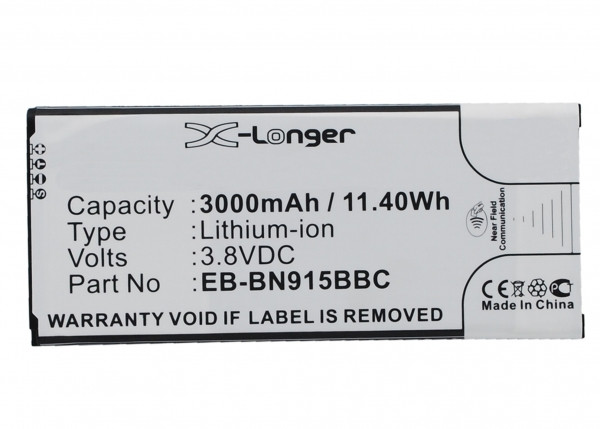 X-Longer
Capacity : 3000mAh / 11.40Wh
Type : Lithium-ion
Volts : 3.8VDC
Part No : EB-BN915BBC
WARRANTY VOID IF LABEL IS REMOVED
Near Field
Communication
CE
Made In China